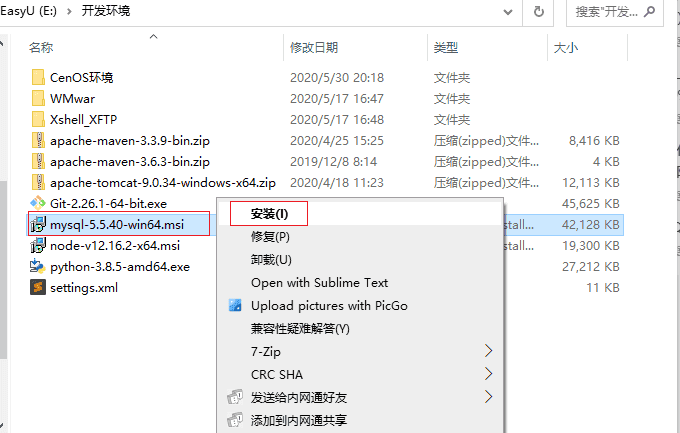 EasyU (E:) > 开发环境 搜索"开发...
名称 修改日期 类型 大小
CenOS环境 2020/5/30 20:18 文件夹
WMwar 2020/5/17 16:47 文件夹
Xshell_XFTP 2020/5/17 16:48 文件夹
apache-maven-3.3.9-bin.zip 2020/4/25 15:25 压缩(zipped)文件... 8,416 KB
apache-maven-3.6.3-bin.zip 2019/12/8 8:14 压缩(zipped)文件... 4 KB
apache-tomcat-9.0.34-windows-x64.zip 2020/4/18 11:23 压缩(zipped)文件... 12,113 KB
Git-2.26.1-64-bit.exe 45,625 KB
mysql-5.5.40-win64.msi stall... 42,128 KB
node-v12.16.2-x64.msi stall... 19,300 KB
python-3.8.5-amd64.exe 27,212 KB
settings.xml 11 KB
安装(I)
修复(P)
卸载(U)
Open with Sublime Text
Upload pictures with PicGo
兼容性疑难解答(Y)
7-Zip
CRC SHA
发送给内网通好友
添加到内网通共享